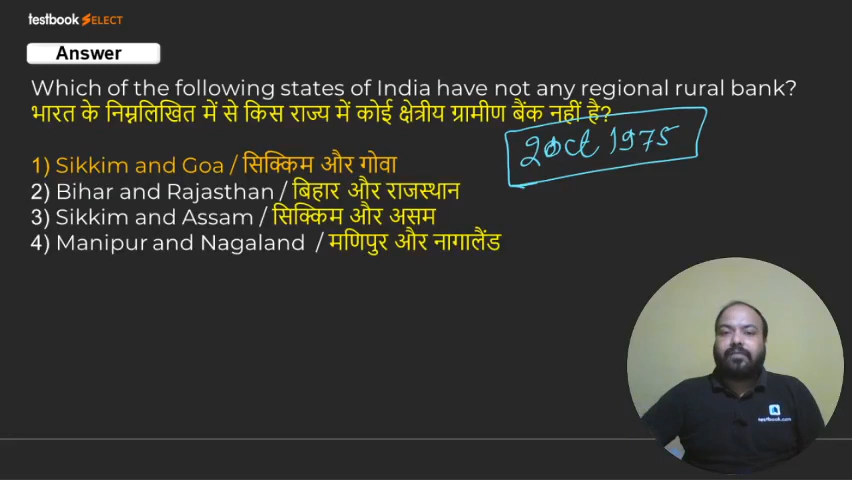 testbook SELECT
Answer
Which of the following states of India have not any regional rural bank?
भारत के निम्नलिखित में से किस राज्य में कोई क्षेत्रीय ग्रामीण बैंक नहीं है?
2 Oct 1975
1) Sikkim and Goa / सिक्किम और गोवा
2) Bihar and Rajasthan / बिहार और राजस्थान
3) Sikkim and Assam / सिक्किम और असम
4) Manipur and Nagaland / मणिपुर और नागालैंड
testbook.com